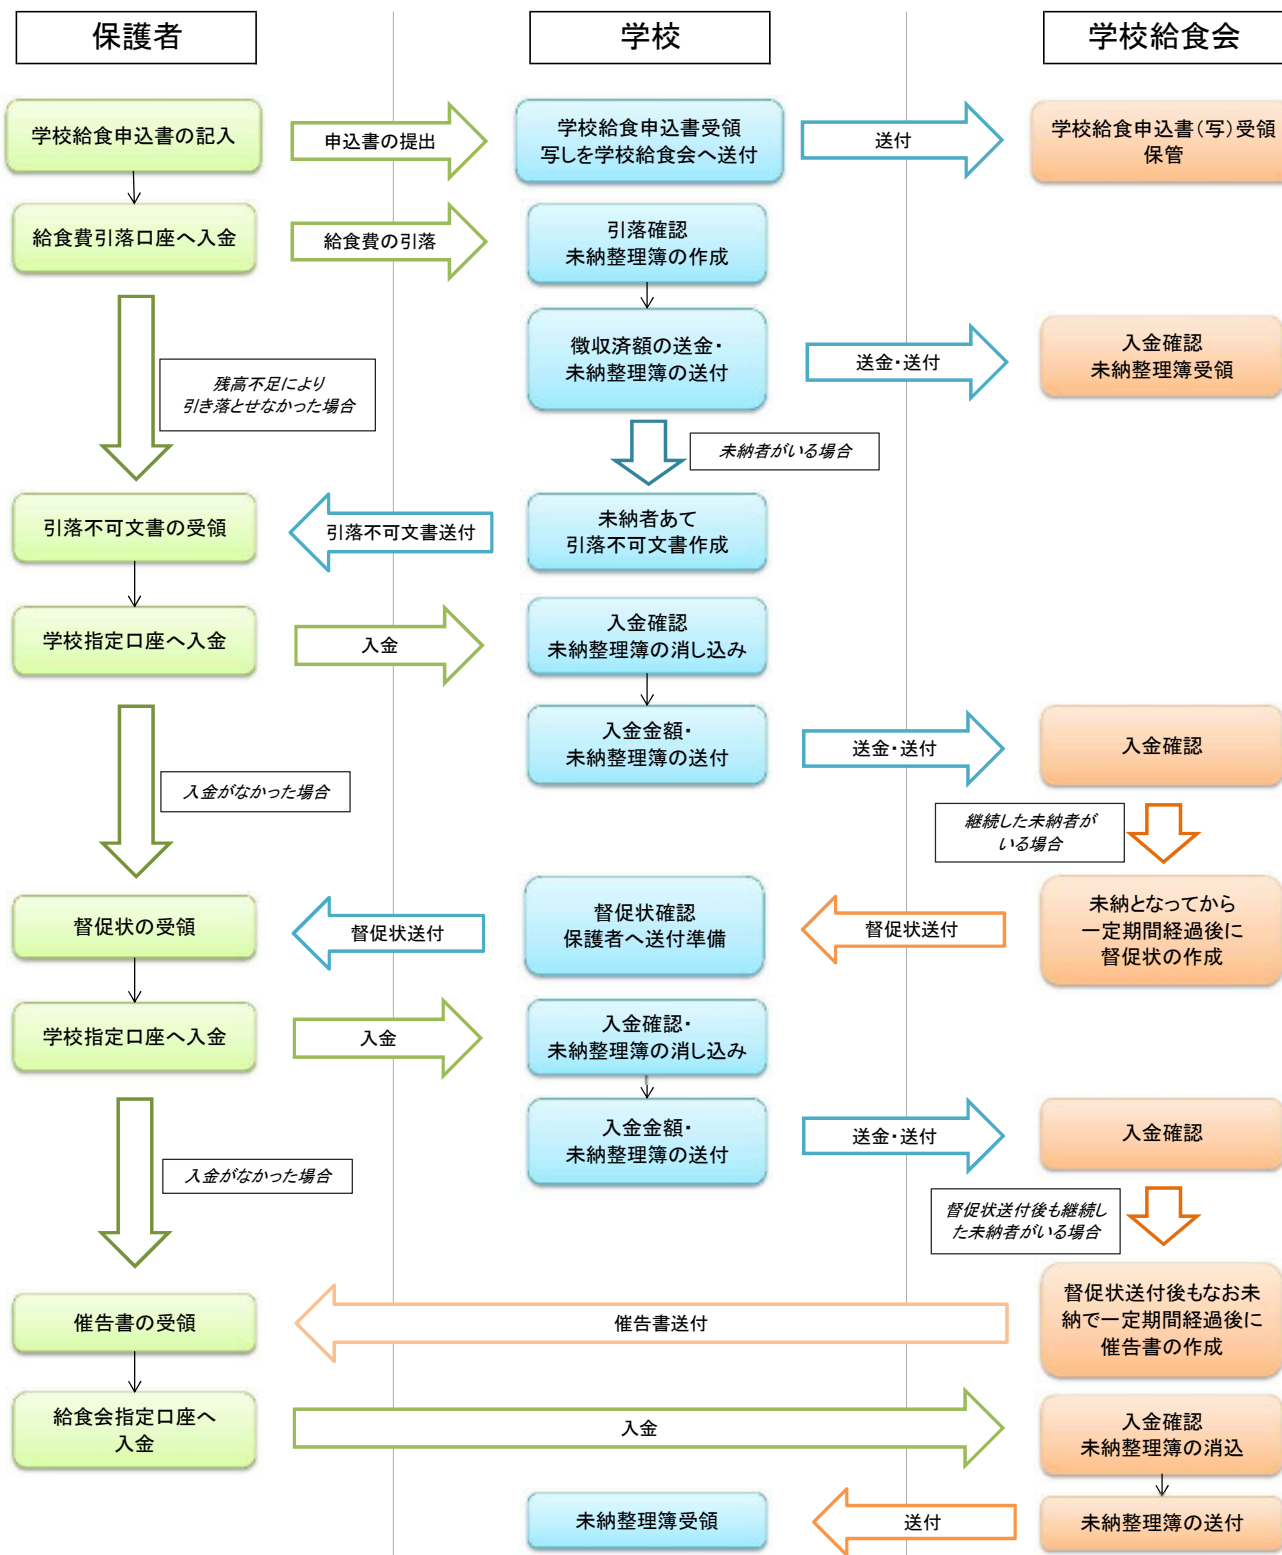 保護者
学校
学校給食会
学校給食申込書の記入
申込書の提出
学校給食申込書受領
写しを学校給食会へ送付
送付
学校給食申込書(写)受領
保管
給食費引落口座へ入金
給食費の引落
引落確認
未納整理簿の作成
徴収済額の送金・
未納整理簿の送付
送金・送付
入金確認
未納整理簿受領
残高不足により
引き落とせなかった場合
未納者がいる場合
引落不可文書の受領
引落不可文書送付
未納者あて
引落不可文書作成
学校指定口座へ入金
入金
入金確認
未納整理簿の消し込み
入金金額・
未納整理簿の送付
送金・送付
入金確認
入金がなかった場合
継続した未納者が
いる場合
督促状の受領
督促状送付
督促状確認
保護者へ送付準備
督促状送付
未納となってから
一定期間経過後に
督促状の作成
学校指定口座へ入金
入金
入金確認・
未納整理簿の消し込み
入金金額・
未納整理簿の送付
送金・送付
入金確認
入金がなかった場合
督促状送付後も継続し
た未納者がいる場合
催告書の受領
催告書送付
督促状送付後もなお未
納で一定期間経過後に
催告書の作成
給食会指定口座へ
入金
入金
入金確認
未納整理簿の消込
未納整理簿受領
送付
未納整理簿の送付